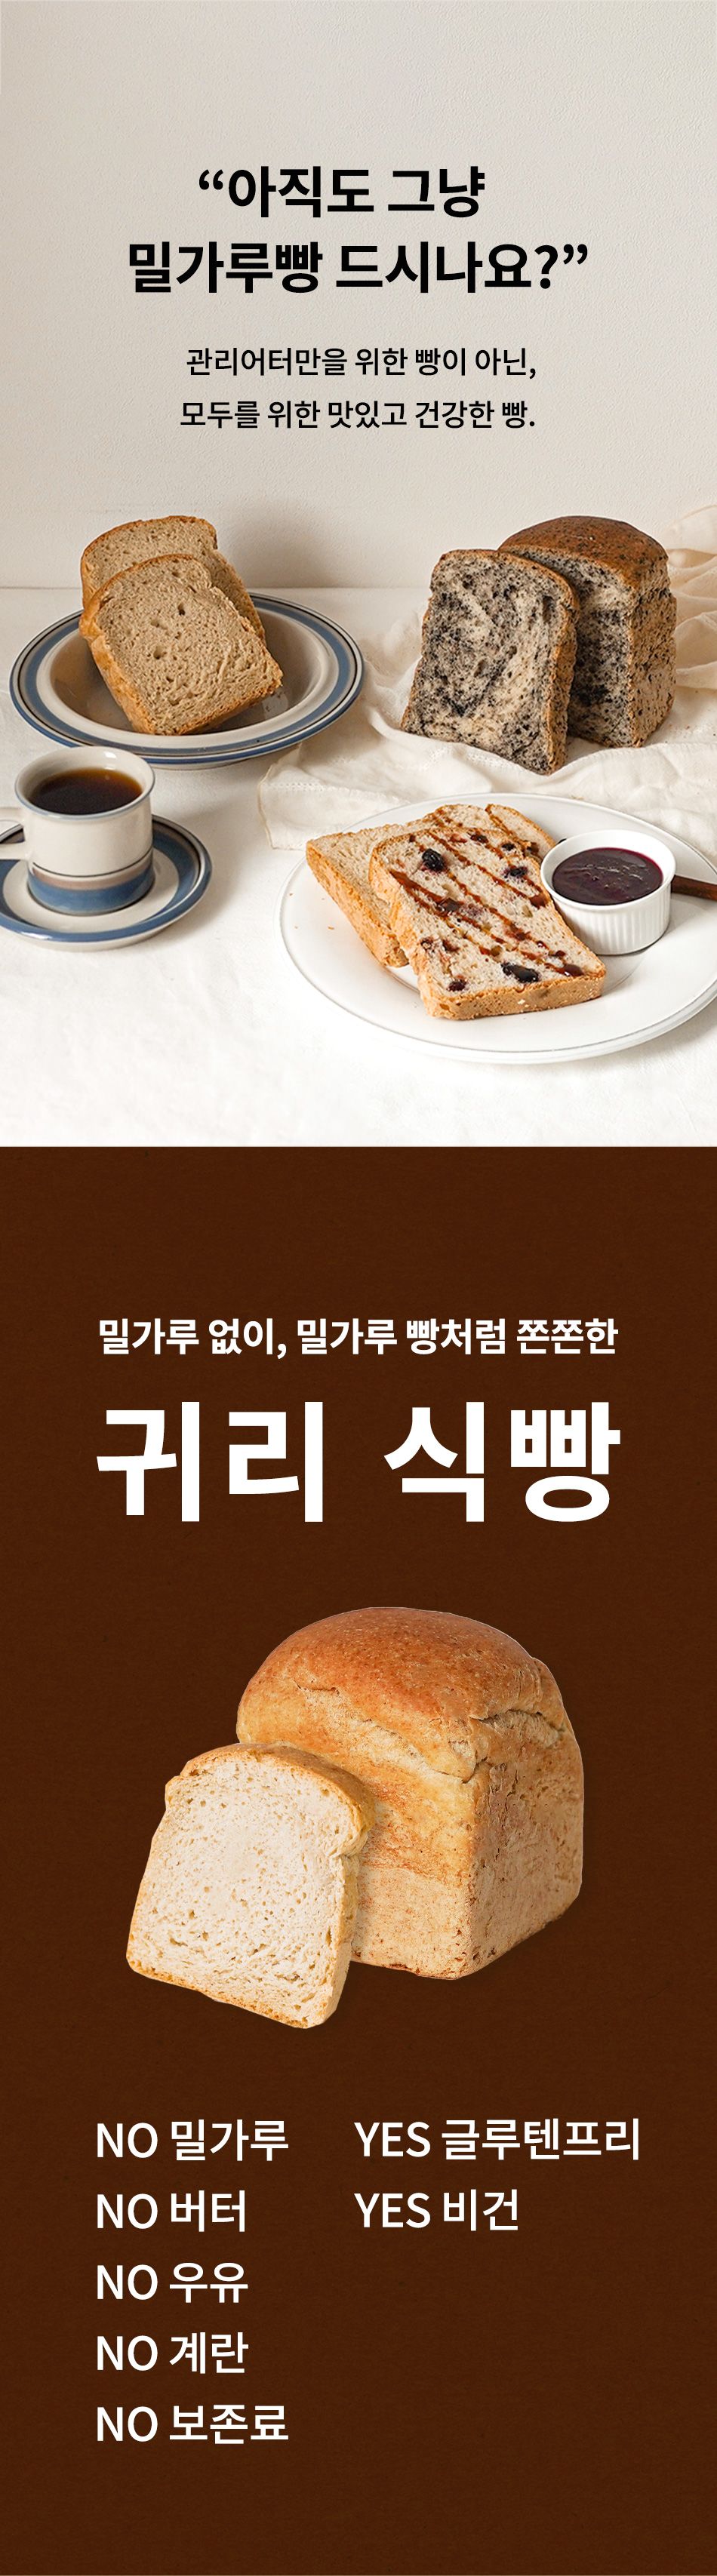 “아직도 그냥
밀가루빵 드시나요?”
관리어터만을 위한 빵이 아닌,
모두를 위한 맛있고 건강한 빵.
밀가루 없이, 밀가루 빵처럼 쫀쫀한
귀리 식빵
NO 밀가루
NO 버터
NO 우유
NO 계란
NO 보존료
YES 글루텐프리
YES 비건